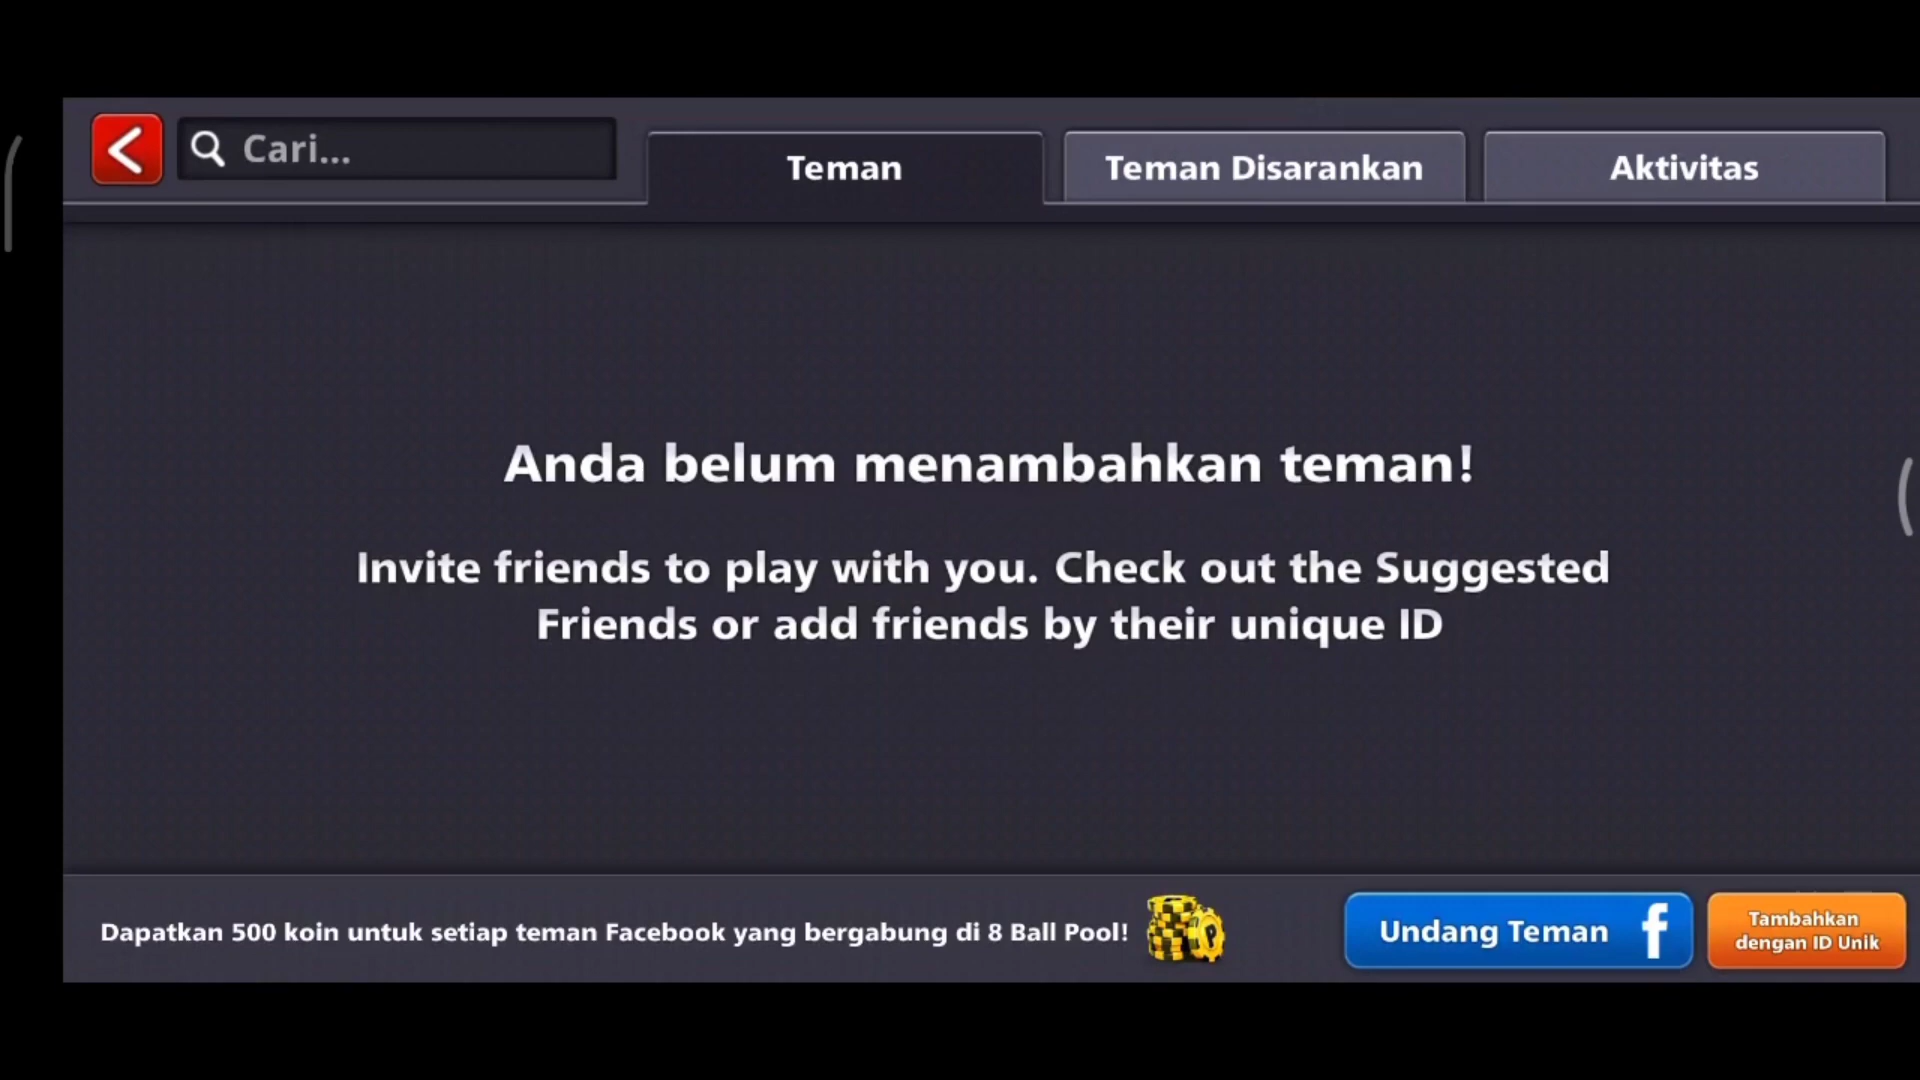 Cari...
Teman
Teman Disarankan
Aktivitas
Anda belum menambahkan teman!
Invite friends to play with you. Check out the Suggested
Friends or add friends by their unique ID
Dapatkan 500 koin untuk setiap teman Facebook yang bergabung di 8 Ball Pool!
P
Undang Teman f
Tambahkan
dengan ID Unik